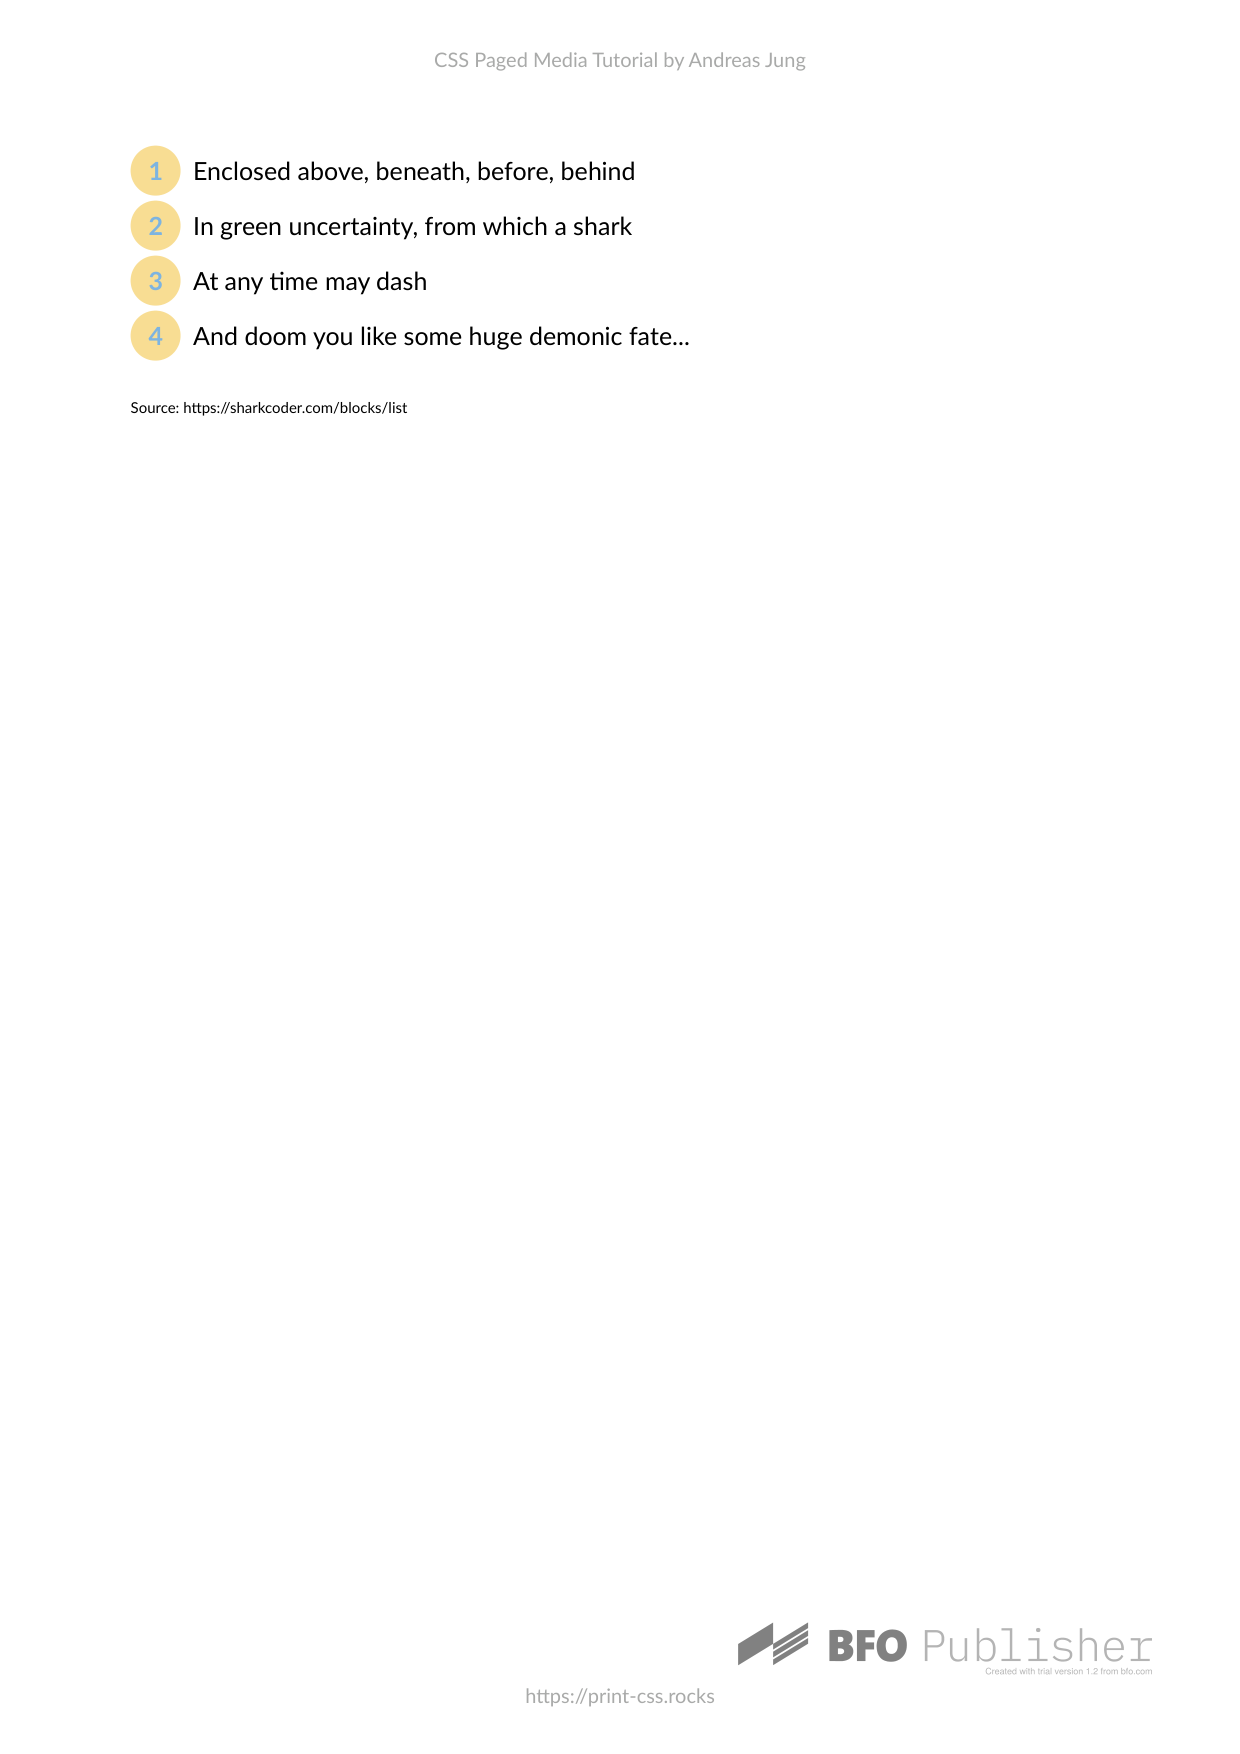 CSS Paged Media Tutorial by Andreas Jung
1 Enclosed above, beneath, before, behind
2 In green uncertainty, from which a shark
3 At any time may dash
4 And doom you like some huge demonic fate...
Source: https://sharkcoder.com/blocks/list
BFO Publisher
Created with trial version 1.2 from bfo.com
https://print-css.rocks